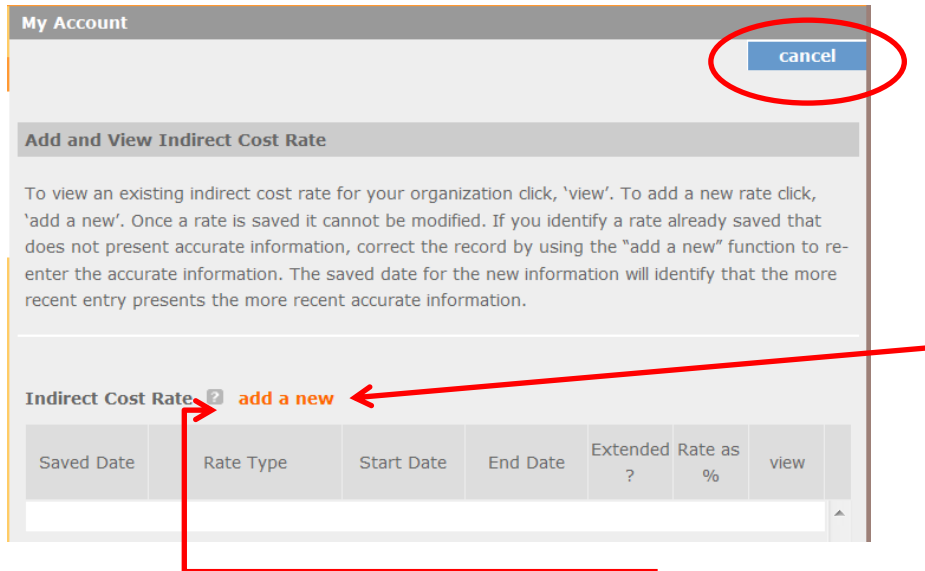 My Account
cancel
Add and View Indirect Cost Rate
To view an existing indirect cost rate for your organization click, ‘view’. To add a new rate click,
‘add a new’. Once a rate is saved it cannot be modified. If you identify a rate already saved that
does not present accurate information, correct the record by using the “add a new” function to re-
enter the accurate information. The saved date for the new information will identify that the more
recent entry presents the more recent accurate information.
Indirect Cost Rate ? add a new
Saved Date Rate Type Start Date End Date Extended ? Rate as % view